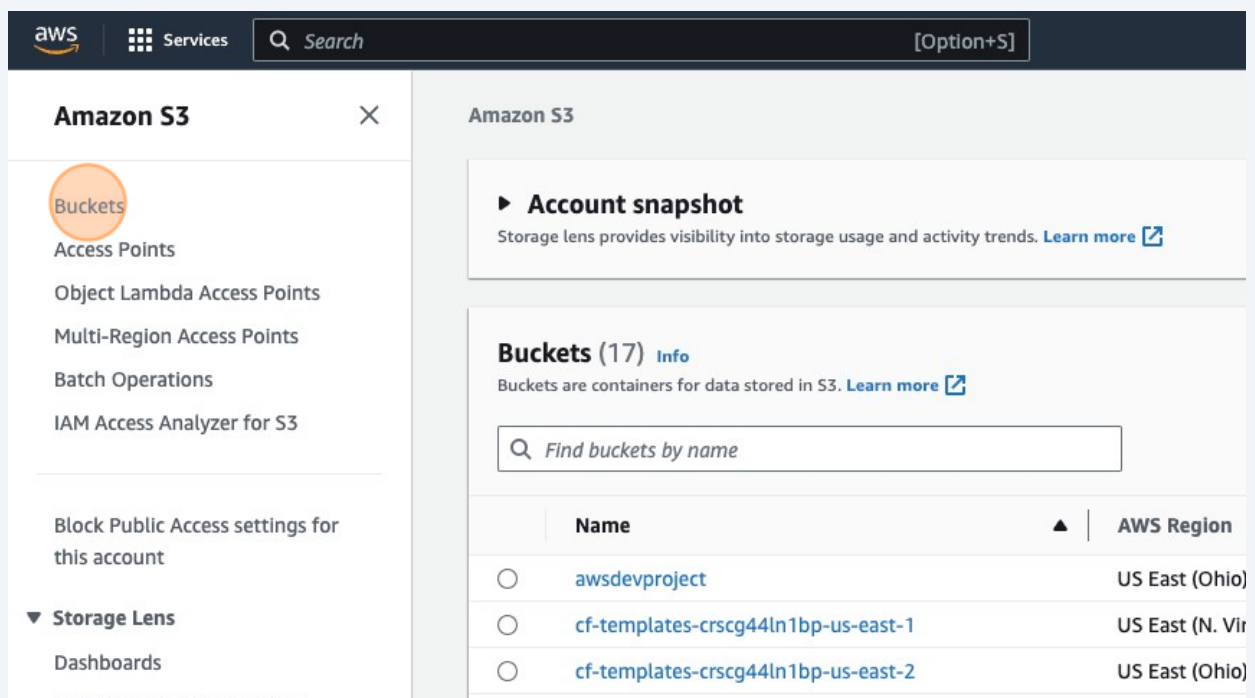 aws
Services
Search [Option+S]
Amazon S3
Buckets
Access Points
Object Lambda Access Points
Multi-Region Access Points
Batch Operations
IAM Access Analyzer for S3
Block Public Access settings for
this account
Storage Lens
Dashboards
Amazon S3
Account snapshot
Storage lens provides visibility into storage usage and activity trends. Learn more
Buckets (17) Info
Buckets are containers for data stored in S3. Learn more
Find buckets by name
Name AWS Region
awsdevproject US East (Ohio)
cf-templates-crscg44ln1bp-us-east-1 US East (N. Vir
cf-templates-crscg44ln1bp-us-east-2 US East (Ohio)